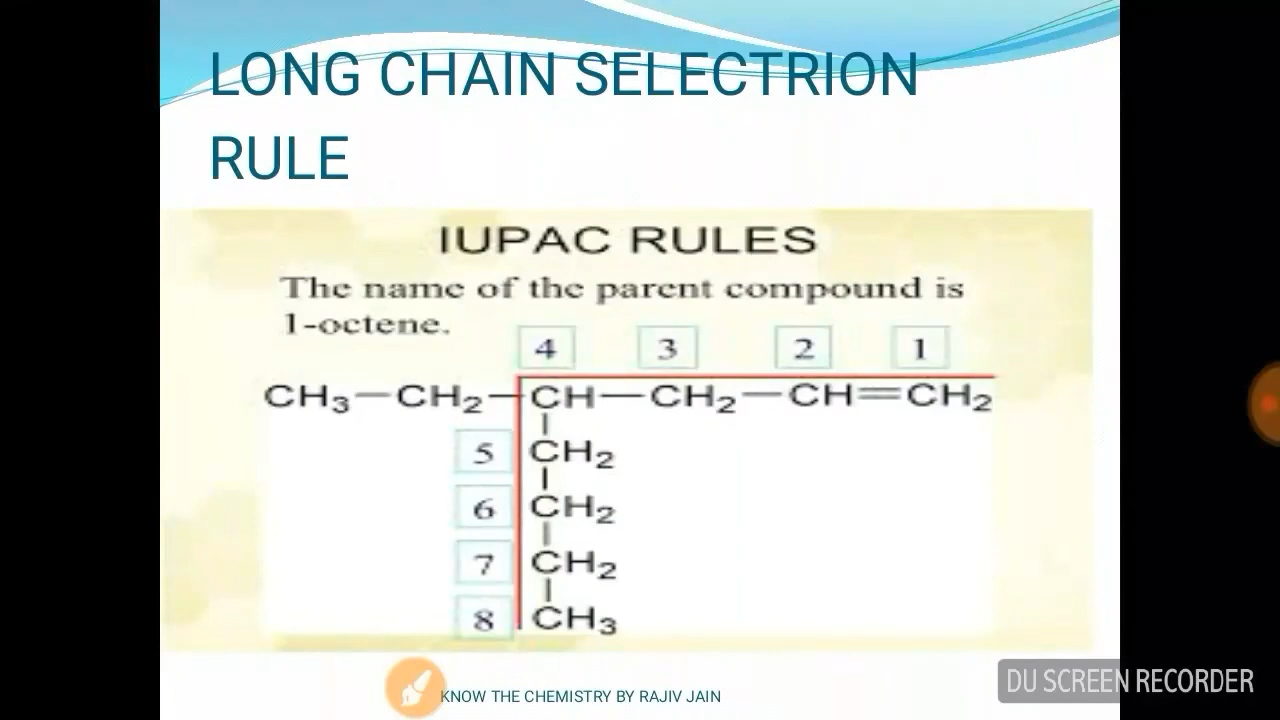 LONG CHAIN SELECTRION
RULE
IUPAC RULES
The name of the parent compound is
1-octene.
4 3 2 1
CH₃—CH₂—CH—CH₂—CH=CH₂
5 CH₂
6 CH₂
7 CH₂
8 CH₃
KNOW THE CHEMISTRY BY RAJIV JAIN
DU SCREEN RECORDER